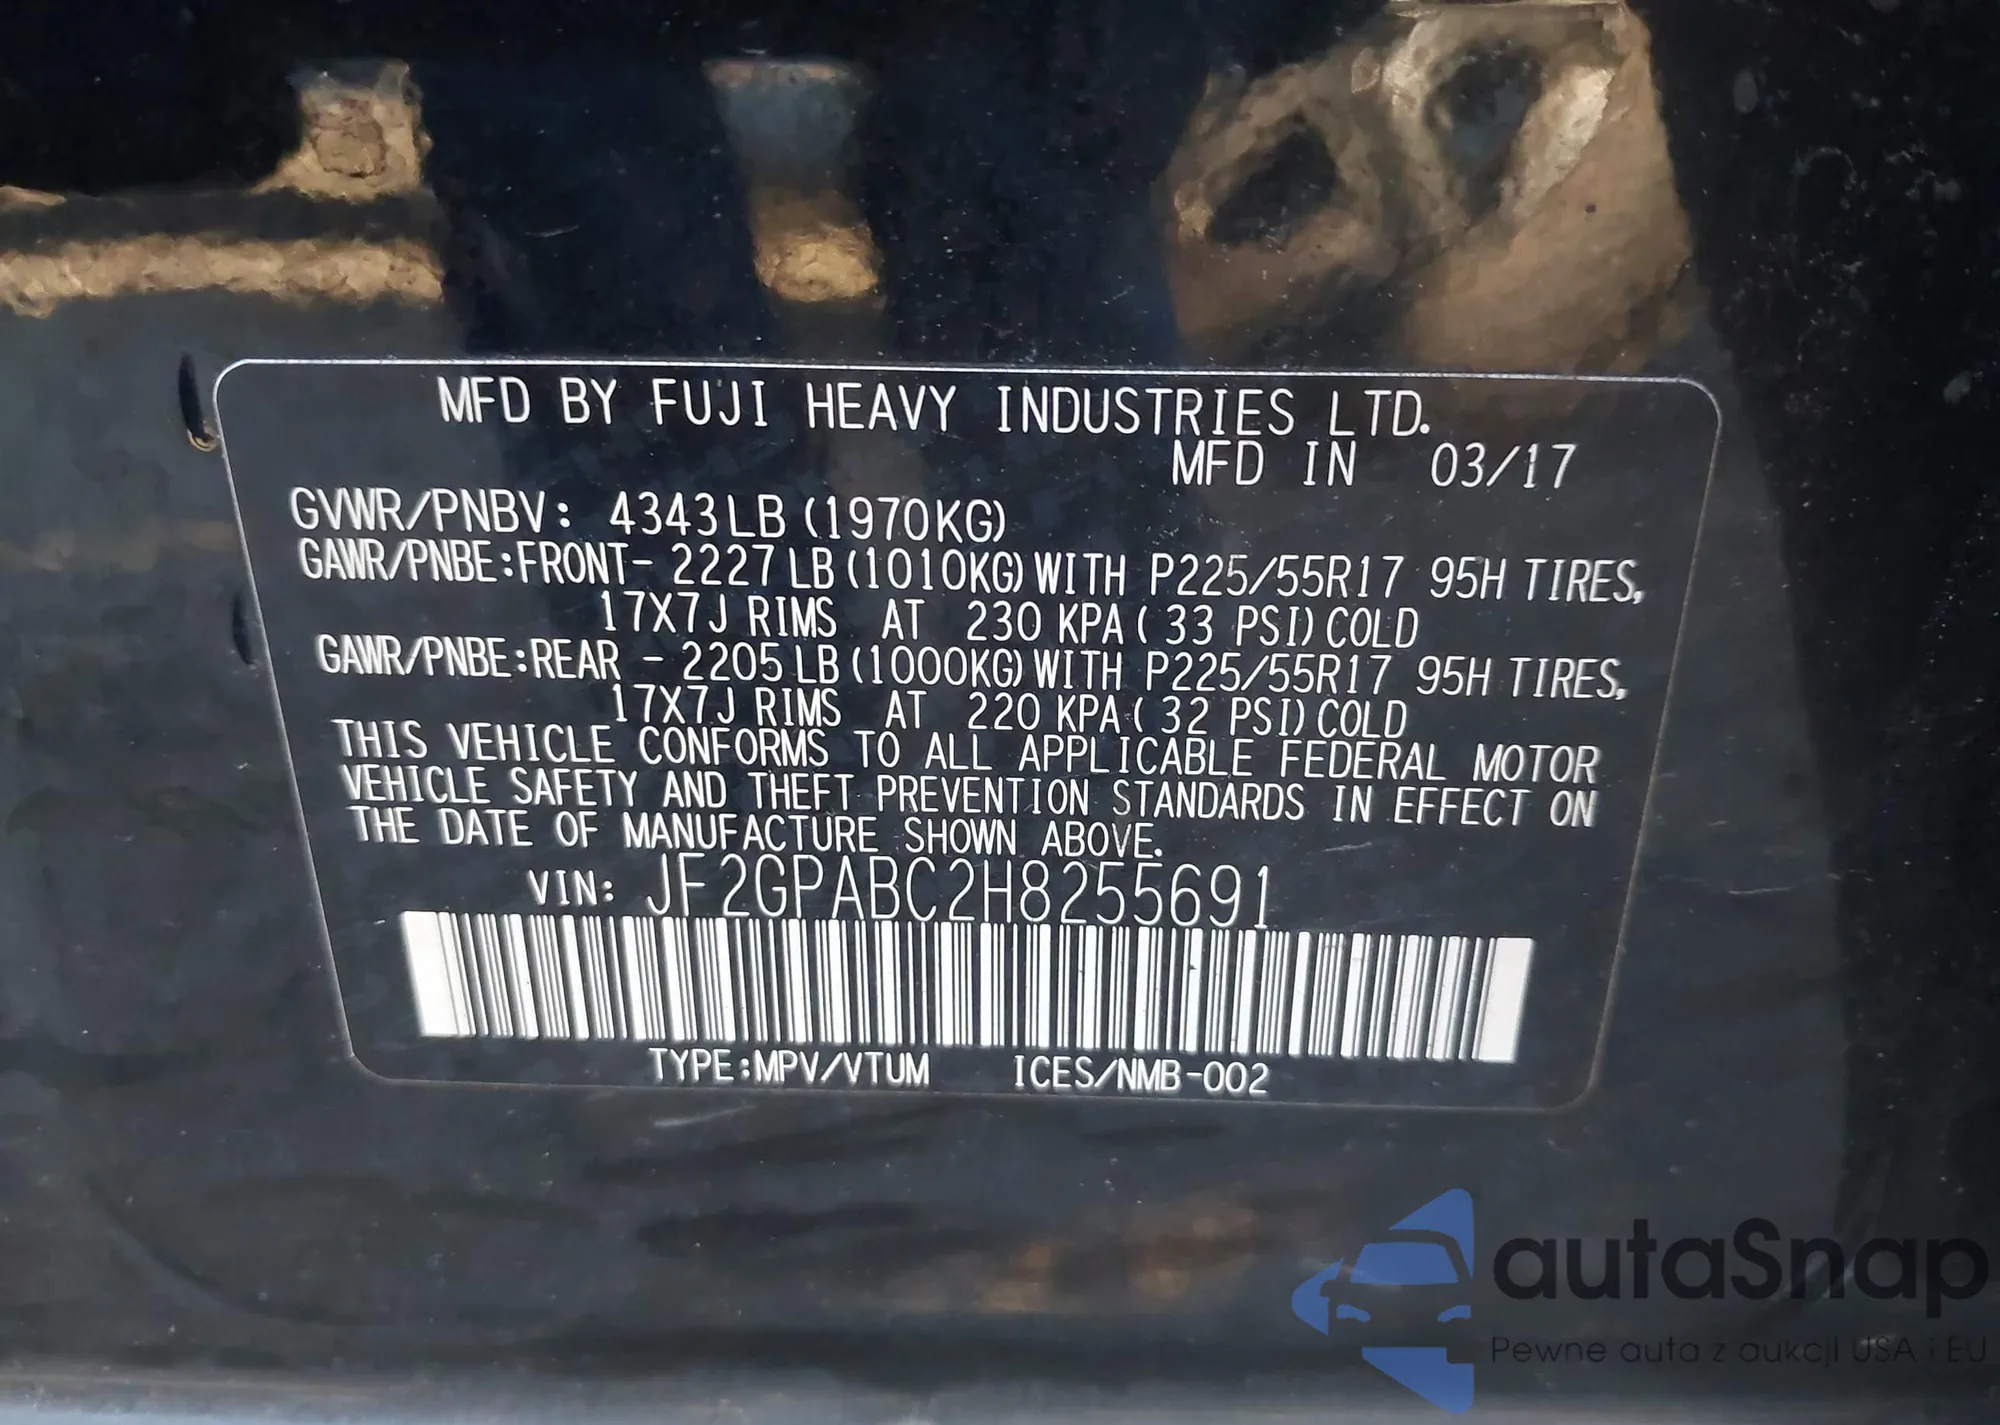 MFD BY FUJI HEAVY INDUSTRIES LTD.
MFD IN 03/17
GVWR/PNBV: 4343LB (1970KG)
GAWR/PNBE:FRONT- 2227 LB (1010KG) WITH P225/55R17 95H TIRES,
17X7J RIMS AT 230 KPA ( 33 PSI) COLD
GAWR/PNBE:REAR - 2205 LB (1000KG) WITH P225/55R17 95H TIRES,
17X7J RIMS AT 220 KPA ( 32 PSI) COLD
THIS VEHICLE CONFORMS TO ALL APPLICABLE FEDERAL MOTOR
VEHICLE SAFETY AND THEFT PREVENTION STANDARDS IN EFFECT ON
THE DATE OF MANUFACTURE SHOWN ABOVE.
VIN: JF2GPABC2H8255691
TYPE:MPV/VTUM ICES/NMB-002
autaSnap
Pewne auta z aukcji USA i EU